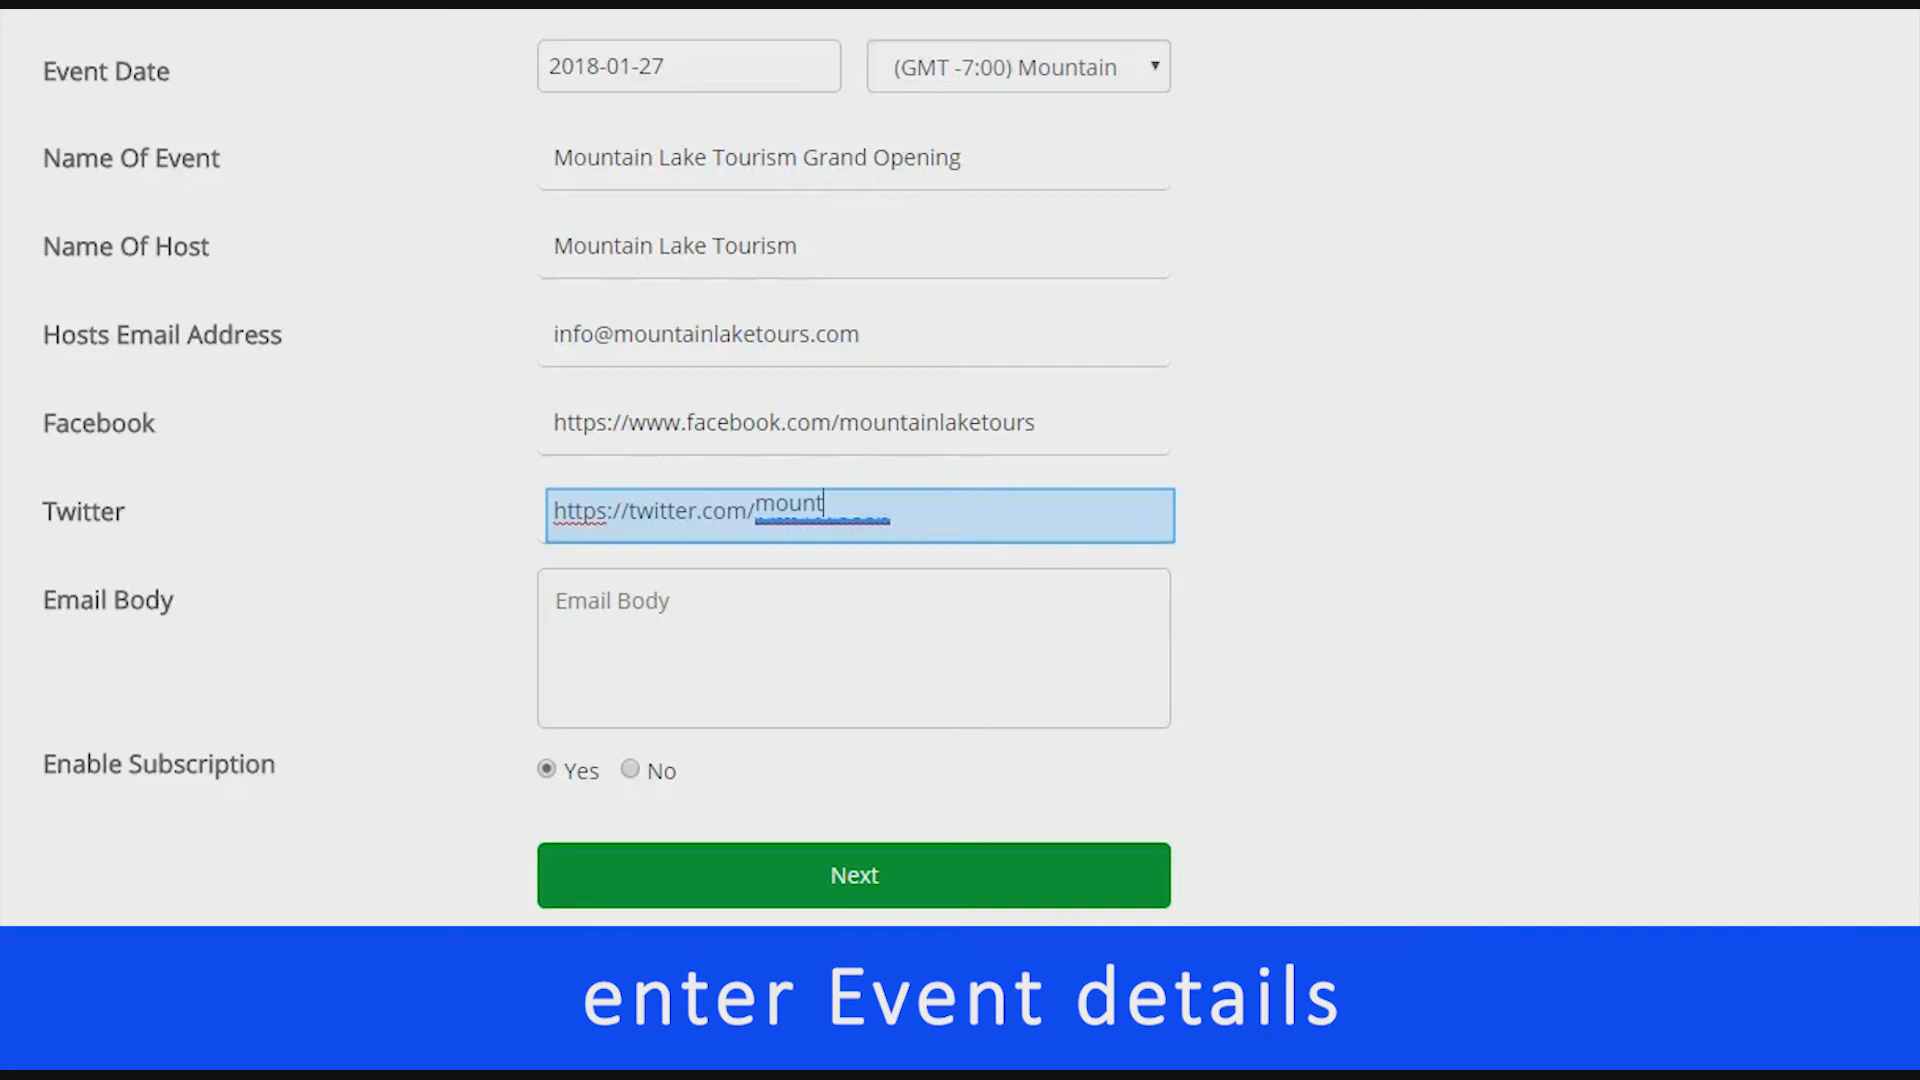 Event Date 2018-01-27 (GMT -7:00) Mountain
Name Of Event Mountain Lake Tourism Grand Opening
Name Of Host Mountain Lake Tourism
Hosts Email Address info@mountainlaketours.com
Facebook https://www.facebook.com/mountainlaketours
Twitter https://twitter.com/mount
Email Body Email Body
Enable Subscription Yes No
Next
enter Event details